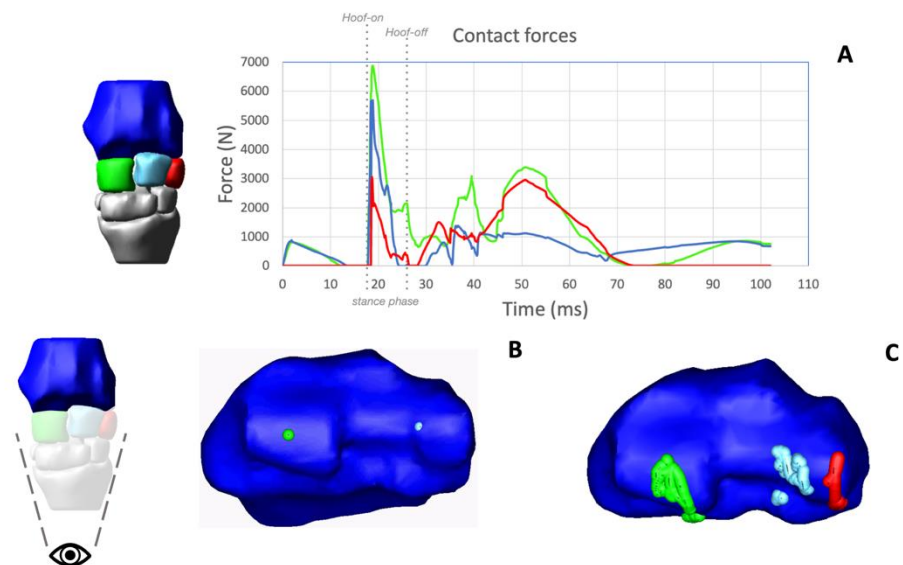 Hoof-on
Hoof-off
Contact forces
A
7000
6000
5000
4000
3000
2000
1000
0
Force (N)
0 10 20 30 40 50 60 70 80 90 100 110
stance phase
Time (ms)
B
C